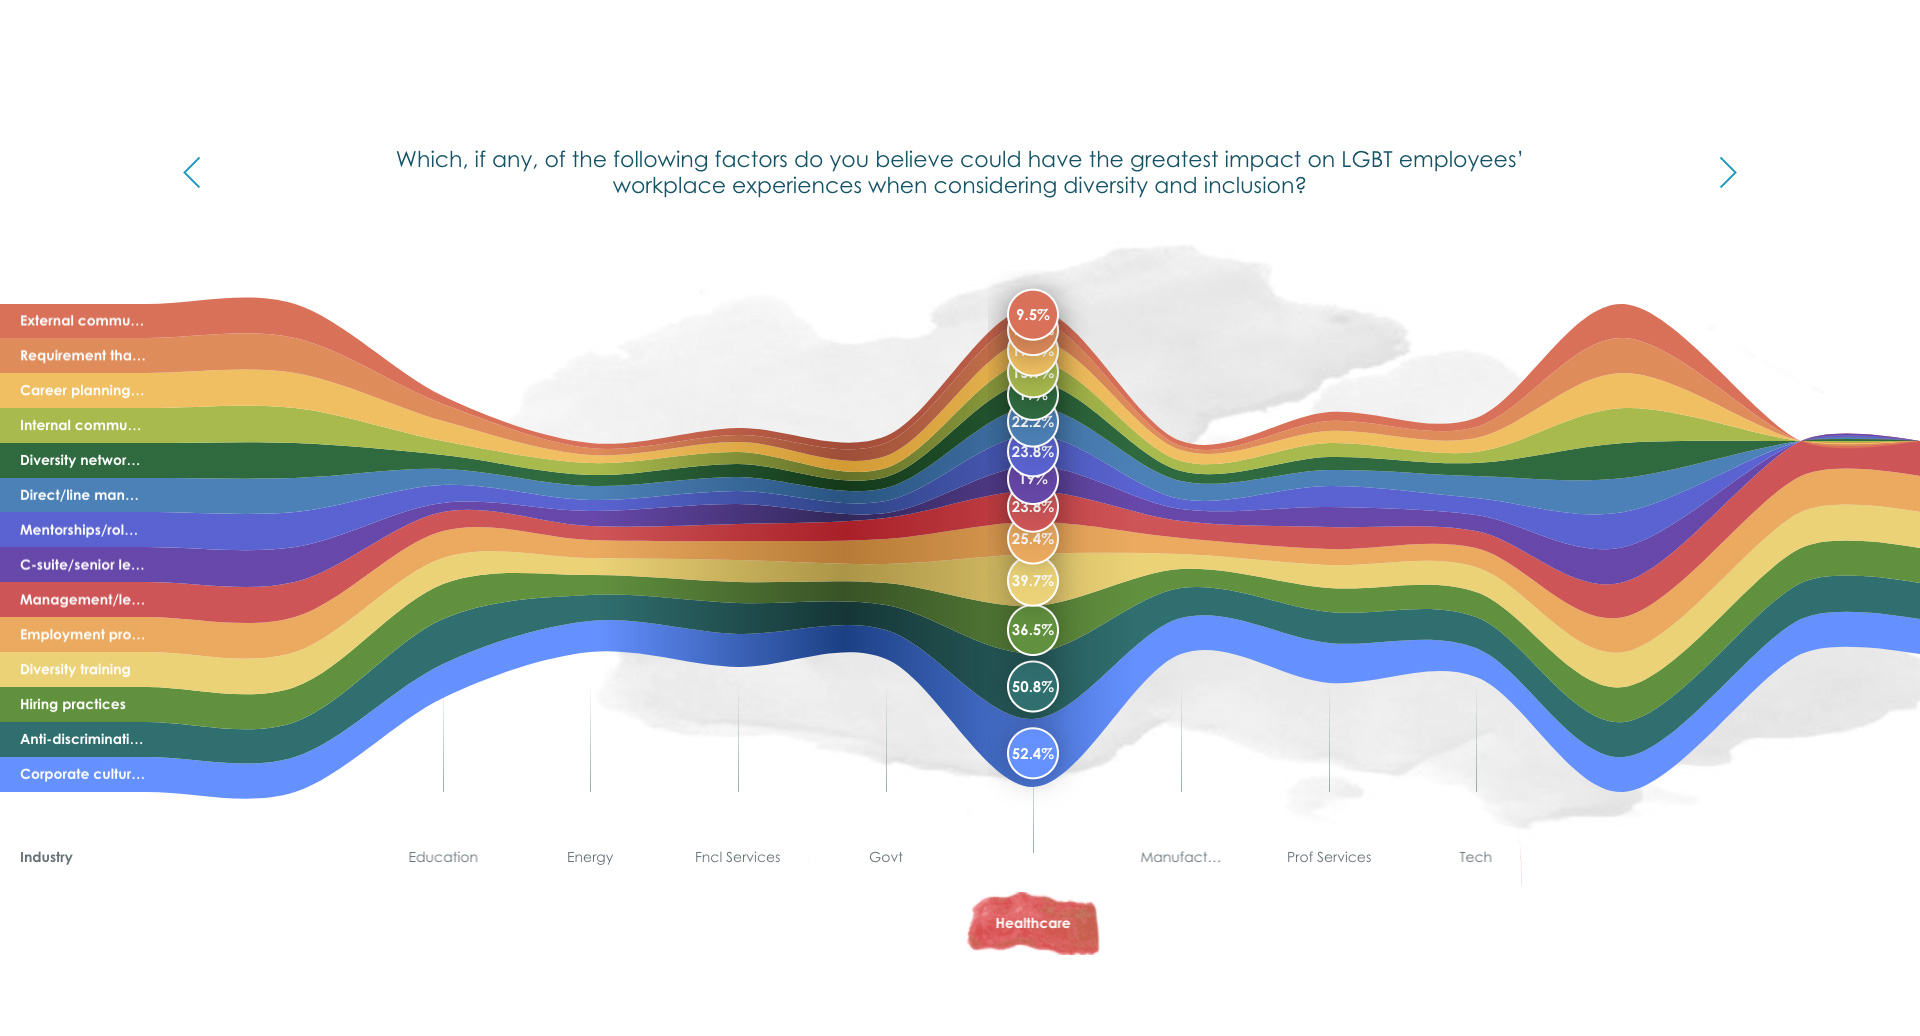 Which, if any, of the following factors do you believe could have the greatest impact on LGBT employees’
workplace experiences when considering diversity and inclusion?
External commu...
Requirement tha...
Career planning...
Internal commu...
Diversity networ...
Direct/line man...
Mentorships/rol...
C-suite/senior le...
Management/le...
Employment pro...
Diversity training
Hiring practices
Anti-discriminati...
Corporate cultur...
9.5%
22.2%
23.8%
19%
23.8%
25.4%
39.7%
36.5%
50.8%
52.4%
Industry
Education
Energy
Fncl Services
Govt
Healthcare
Manufact...
Prof Services
Tech